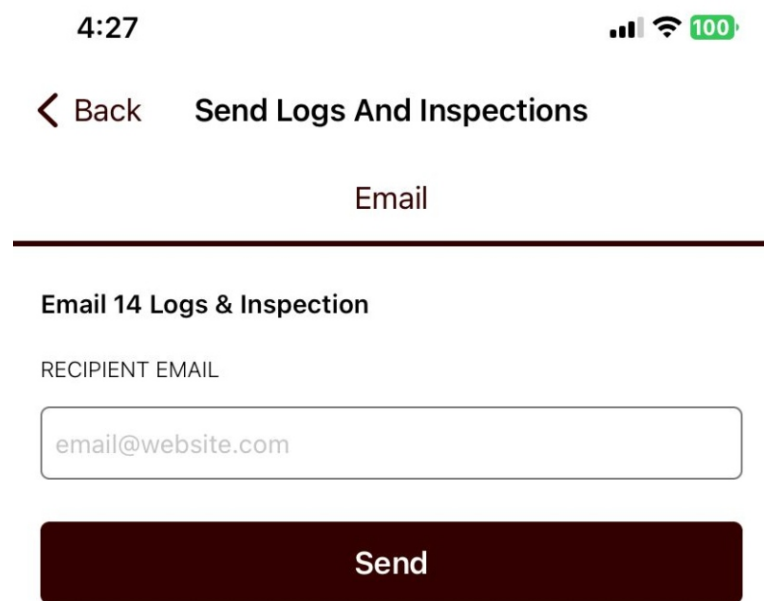 4:27 100
Back Send Logs And Inspections
Email
Email 14 Logs & Inspection
RECIPIENT EMAIL
email@website.com
Send